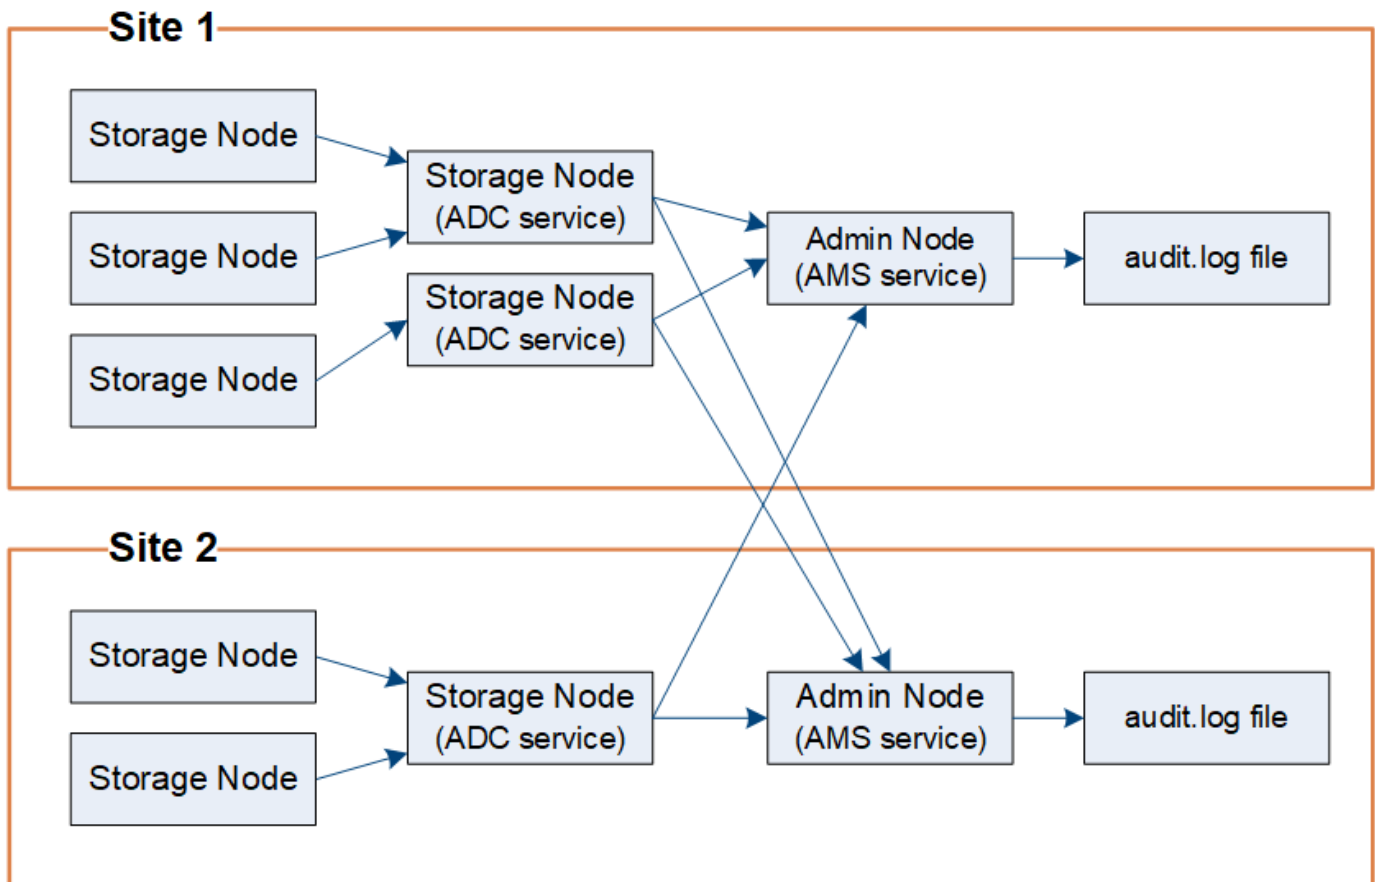 Site 1
Storage Node
Storage Node
Storage Node
Storage Node
(ADC service)
Storage Node
(ADC service)
Admin Node
(AMS service)
audit.log file
Site 2
Storage Node
Storage Node
Storage Node
(ADC service)
Admin Node
(AMS service)
audit.log file